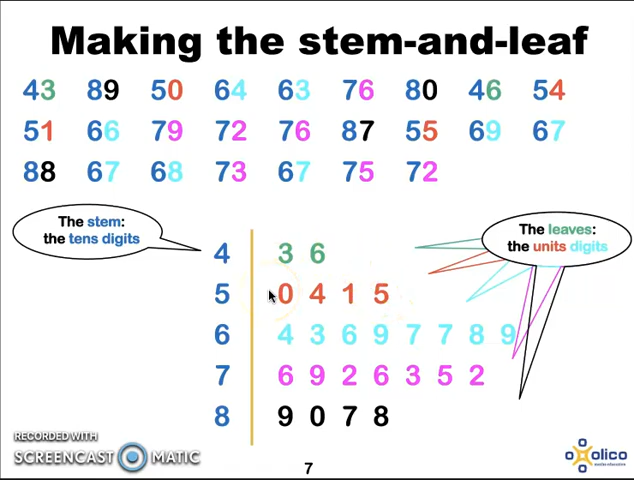 Making the stem-and-leaf
43 89 50 64 63 76 80 46 54
51 66 79 72 76 87 55 69 67
88 67 68 73 67 75 72
The stem:
the tens digits
The leaves:
the units digits
4 3 6
5 0 4 1 5
6 4 3 6 9 7 7 8 9
7 6 9 2 6 3 5 2
8 9 0 7 8
RECORDED WITH
SCREENCAST MATIC
7
olico